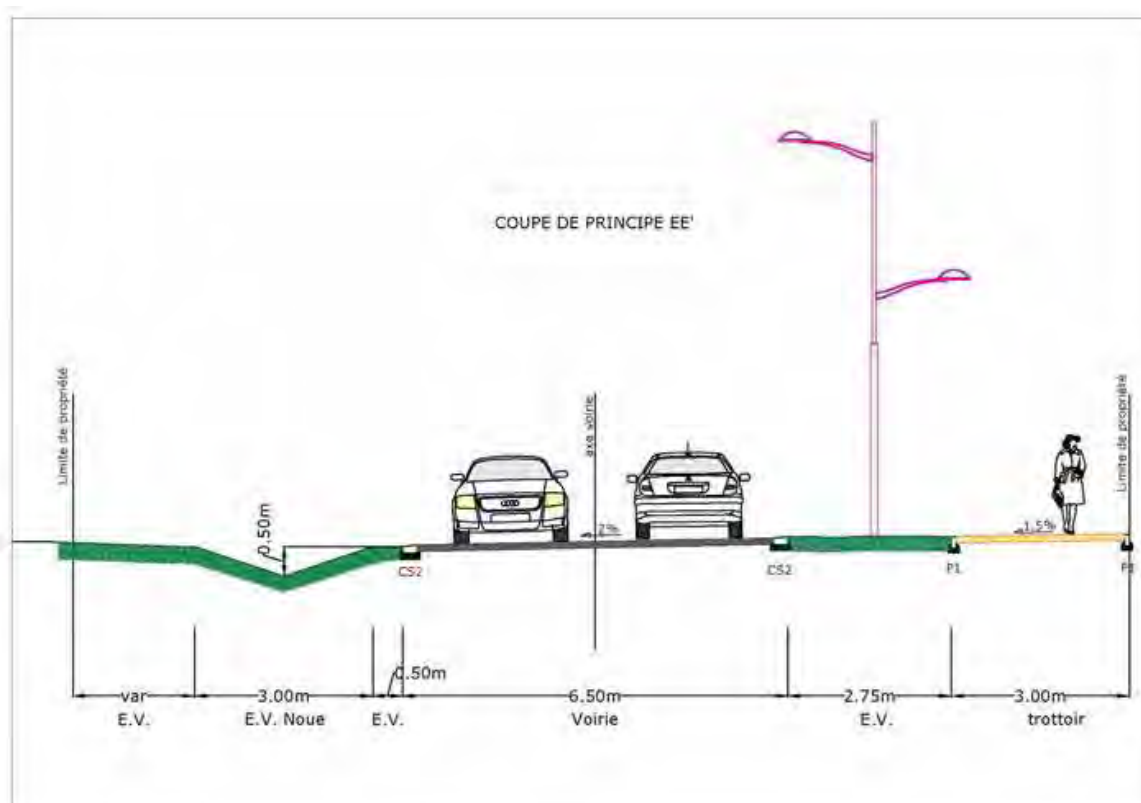 COUPE DE PRINCIPE EE'
Limite de propriété
axe voirie
Limite de propriété
0.50m
2%
1.5%
CS2
CS2
P1
P1
0.50m
var
3.00m
6.50m
2.75m
3.00m
E.V.
E.V. Noue
E.V.
Voirie
E.V.
trottoir